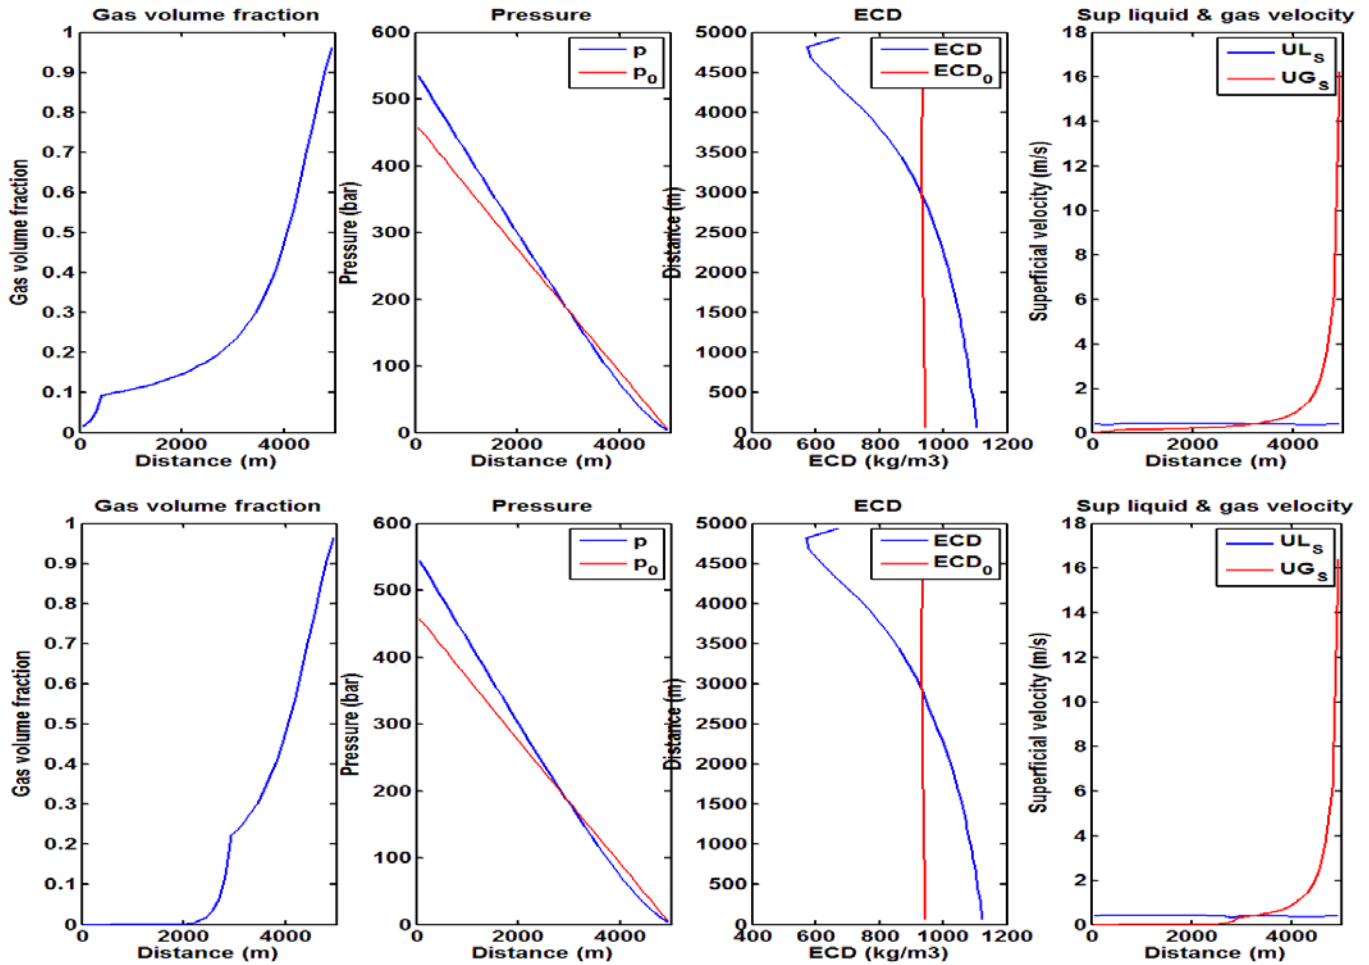 Gas volume fraction
Pressure
ECD
Sup liquid & gas velocity
1
0.9
0.8
0.7
0.6
0.5
0.4
0.3
0.2
0.1
0
Gas volume fraction
0 2000 4000
Distance (m)
600
500
400
300
200
100
0
Pressure (bar)
p
p0
0 2000 4000
Distance (m)
5000
4500
4000
3500
3000
2500
2000
1500
1000
500
0
Distance (m)
ECD
ECD0
400 600 800 1000 1200
ECD (kg/m3)
18
16
14
12
10
8
6
4
2
0
Superficial velocity (m/s)
ULS
UGS
0 2000 4000
Distance (m)
Gas volume fraction
Pressure
ECD
Sup liquid & gas velocity
1
0.9
0.8
0.7
0.6
0.5
0.4
0.3
0.2
0.1
0
Gas volume fraction
0 2000 4000
Distance (m)
600
500
400
300
200
100
0
Pressure (bar)
p
p0
0 2000 4000
Distance (m)
5000
4500
4000
3500
3000
2500
2000
1500
1000
500
0
Distance (m)
ECD
ECD0
400 600 800 1000 1200
ECD (kg/m3)
18
16
14
12
10
8
6
4
2
0
Superficial velocity (m/s)
ULS
UGS
0 2000 4000
Distance (m)